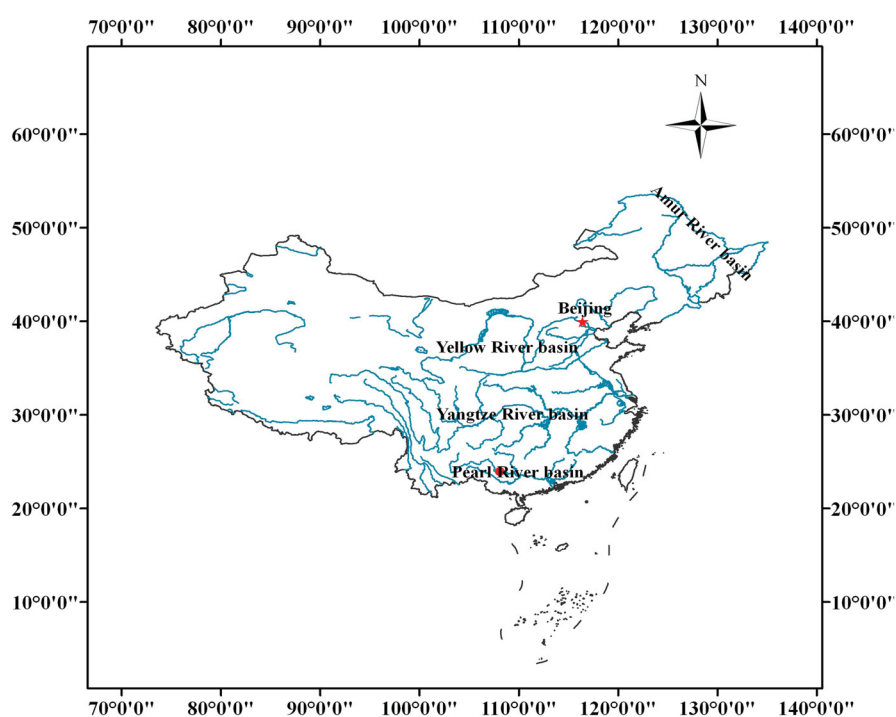 70°0'0" 80°0'0" 90°0'0" 100°0'0" 110°0'0" 120°0'0" 130°0'0" 140°0'0"
N
60°0'0" 60°0'0"
Amur River basin
50°0'0" 50°0'0"
Beijing
40°0'0" 40°0'0"
Yellow River basin
Yangtze River basin
30°0'0" 30°0'0"
Pearl River basin
20°0'0" 20°0'0"
10°0'0" 10°0'0"
70°0'0" 80°0'0" 90°0'0" 100°0'0" 110°0'0" 120°0'0" 130°0'0" 140°0'0"